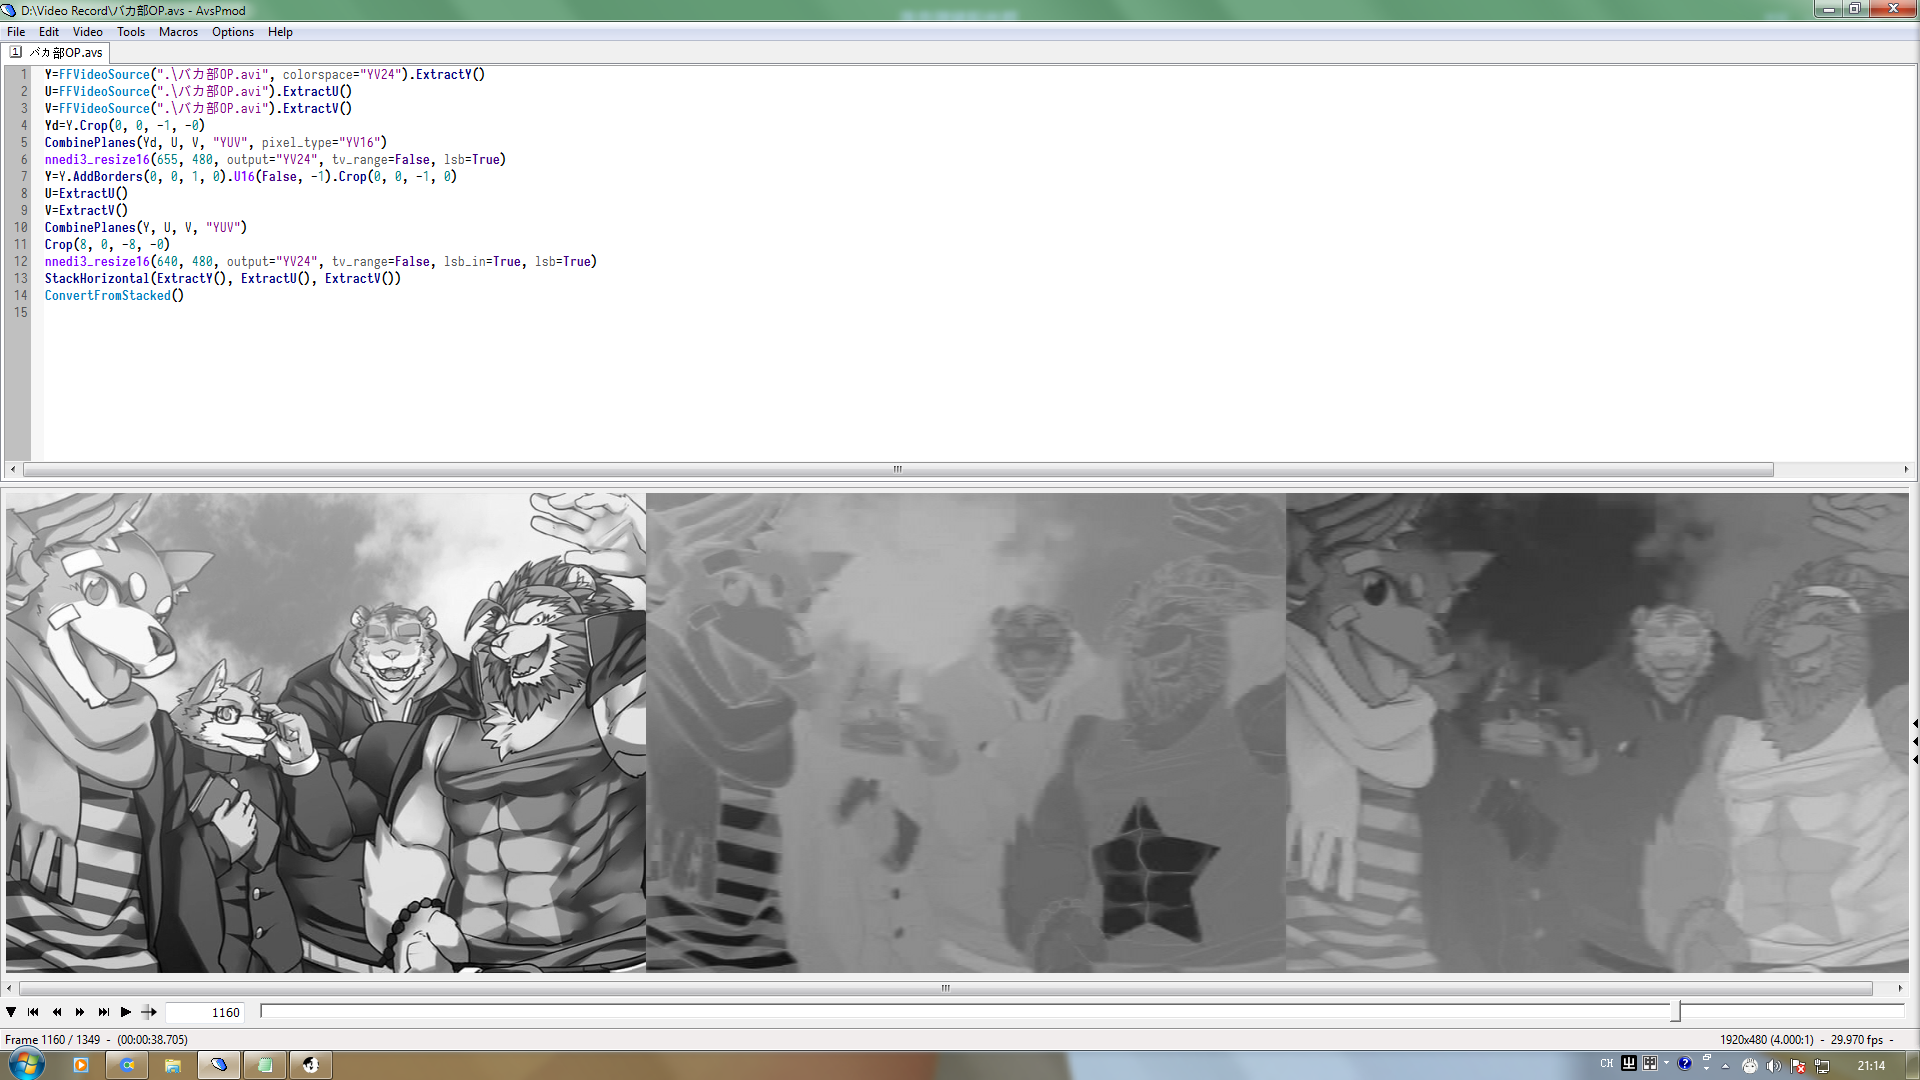 D:\Video Record\バカ部OP.avs - AvsPmod
File Edit Video Tools Macros Options Help
1 バカ部OP.avs
1 Y=FFVideoSource(".\バカ部OP.avi", colorspace="YV24").ExtractY()
2 U=FFVideoSource(".\バカ部OP.avi").ExtractU()
3 V=FFVideoSource(".\バカ部OP.avi").ExtractV()
4 Yd=Y.Crop(0, 0, -1, -0)
5 CombinePlanes(Yd, U, V, "YUV", pixel_type="YV16")
6 nnedi3_resize16(655, 480, output="YV24", tv_range=False, lsb=True)
7 Y=Y.AddBorders(0, 0, 1, 0).U16(False, -1).Crop(0, 0, -1, 0)
8 U=ExtractU()
9 V=ExtractV()
10 CombinePlanes(Y, U, V, "YUV")
11 Crop(8, 0, -8, -0)
12 nnedi3_resize16(640, 480, output="YV24", tv_range=False, lsb_in=True, lsb=True)
13 StackHorizontal(ExtractY(), ExtractU(), ExtractV())
14 ConvertFromStacked()
15
1160
Frame 1160 / 1349 - (00:00:38.705)
1920x480 (4.000:1) - 29.970 fps -
CH
21:14